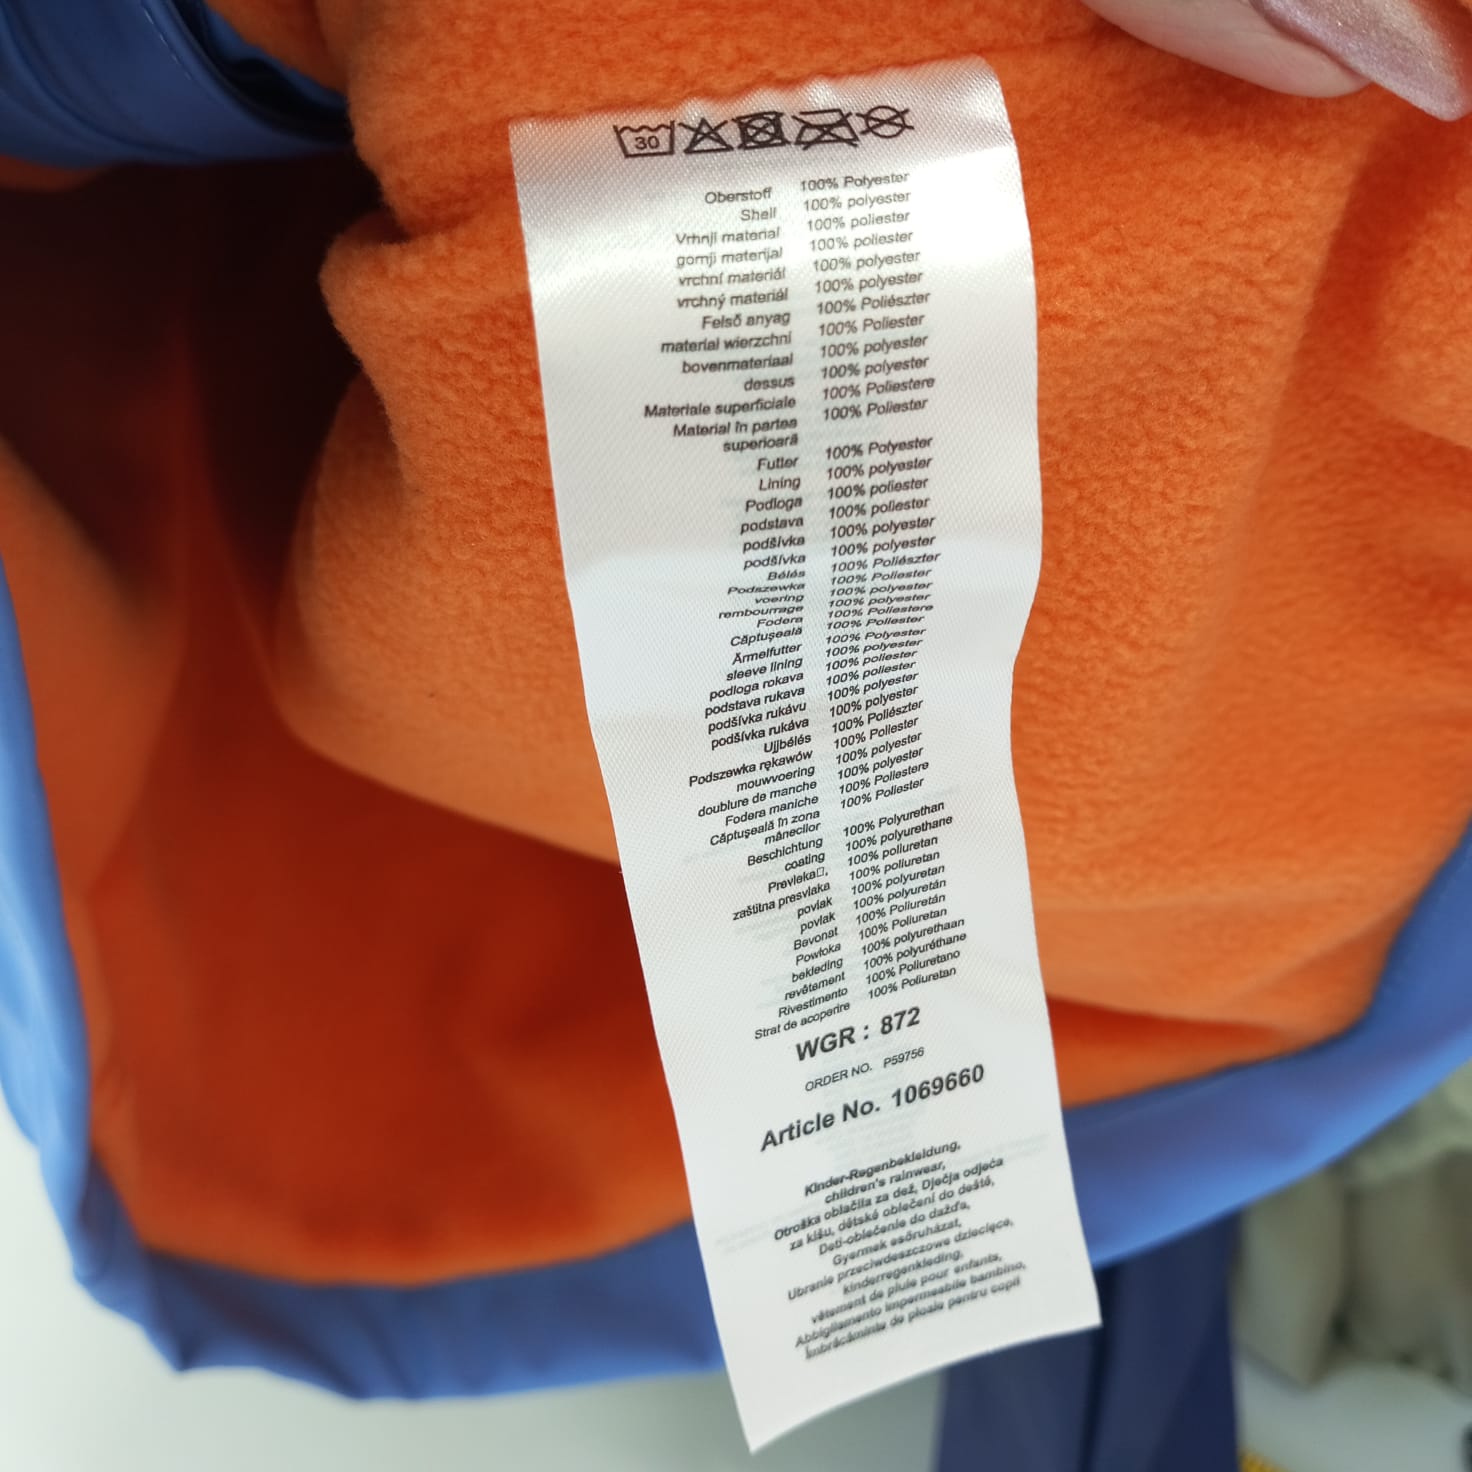 30
Oberstoff 100% Polyester
Shell 100% polyester
Vrhnji material 100% poliester
gornji materijal 100% poliester
vrchní materiál 100% polyester
vrchný materiál 100% polyester
Felső anyag 100% Poliészter
materiał wierzchni 100% Poliester
bovenmateriaal 100% polyester
dessus 100% polyester
Materiale superficiale 100% Poliestere
Material în partea 100% Poliester
superioară
Futter 100% Polyester
Lining 100% polyester
Podloga 100% poliester
podstava 100% poliester
podšívka 100% polyester
podšívka 100% polyester
Bélés 100% Poliészter
Podszewka 100% Poliester
voering 100% polyester
rembourrage 100% polyester
Fodera 100% Poliestere
Căptuşeală 100% Poliester
Ärmelfutter 100% Polyester
sleeve lining 100% polyester
podloga rokava 100% poliester
podstava rukava 100% poliester
podšívka rukávu 100% polyester
podšívka rukáva 100% polyester
Ujjbélés 100% Poliészter
Podszewka rękawów 100% Poliester
mouwvoering 100% polyester
doublure de manche 100% polyester
Fodera maniche 100% Poliestere
Căptuşeală în zona 100% Poliester
mânecilor
Beschichtung 100% Polyurethan
coating 100% polyurethane
Prevleka□, 100% poliuretan
zaštitna presvlaka 100% poliuretan
povlak 100% polyuretan
povlak 100% polyuretán
Bevonat 100% Poliuretán
Powłoka 100% Poliuretan
bekleding 100% polyurethaan
revêtement 100% polyuréthane
Rivestimento 100% Poliuretano
Strat de acoperire 100% Poliuretan
WGR : 872
ORDER NO. P59756
Article No. 1069660
Kinder-Regenbekleidung,
children's rainwear,
Otroška oblačila za dež, Dječja odjeća
za kišu, dětské oblečení do deště,
Deti-oblečenie do dažďa,
Gyermek esőruházat,
Ubranie przeciwdeszczowe dziecięce,
kinderregenkleding,
vêtement de pluie pour enfants,
Abbigliamento impermeabile bambino,
Îmbrăcăminte de ploaie pentru copii